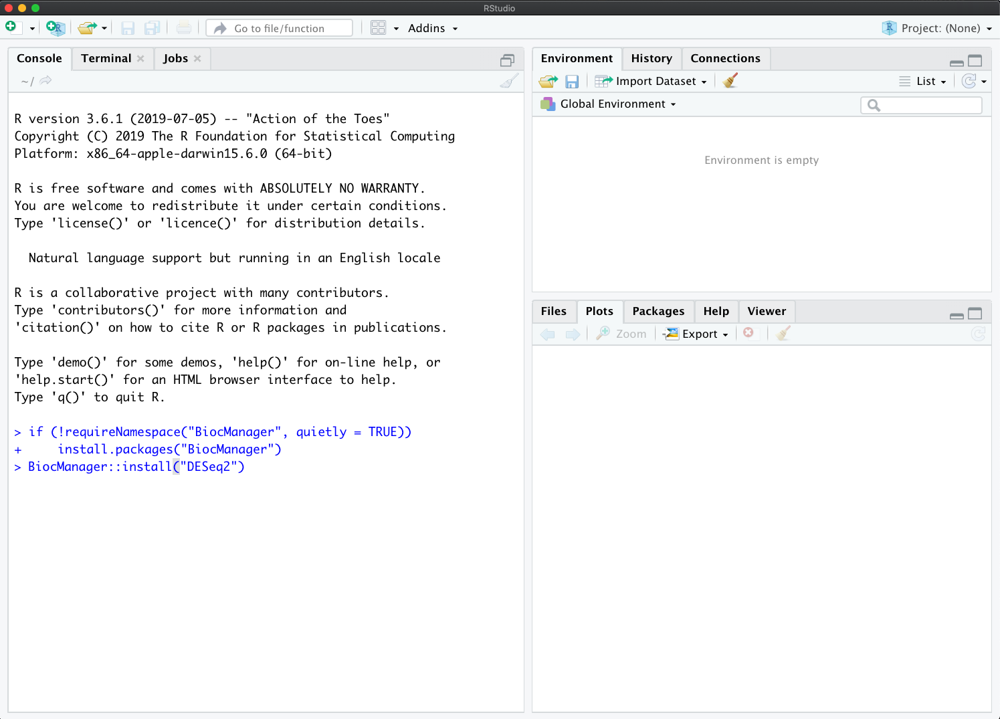 RStudio
Go to file/function
Addins
R Project: (None)
Console Terminal Jobs
~/
R version 3.6.1 (2019-07-05) -- "Action of the Toes"
Copyright (C) 2019 The R Foundation for Statistical Computing
Platform: x86_64-apple-darwin15.6.0 (64-bit)
R is free software and comes with ABSOLUTELY NO WARRANTY.
You are welcome to redistribute it under certain conditions.
Type 'license()' or 'licence()' for distribution details.
Natural language support but running in an English locale
R is a collaborative project with many contributors.
Type 'contributors()' for more information and
'citation()' on how to cite R or R packages in publications.
Type 'demo()' for some demos, 'help()' for on-line help, or
'help.start()' for an HTML browser interface to help.
Type 'q()' to quit R.
> if (!requireNamespace("BiocManager", quietly = TRUE))
+     install.packages("BiocManager")
> BiocManager::install("DESeq2")
Environment History Connections
Import Dataset List
Global Environment
Environment is empty
Files Plots Packages Help Viewer
Zoom Export